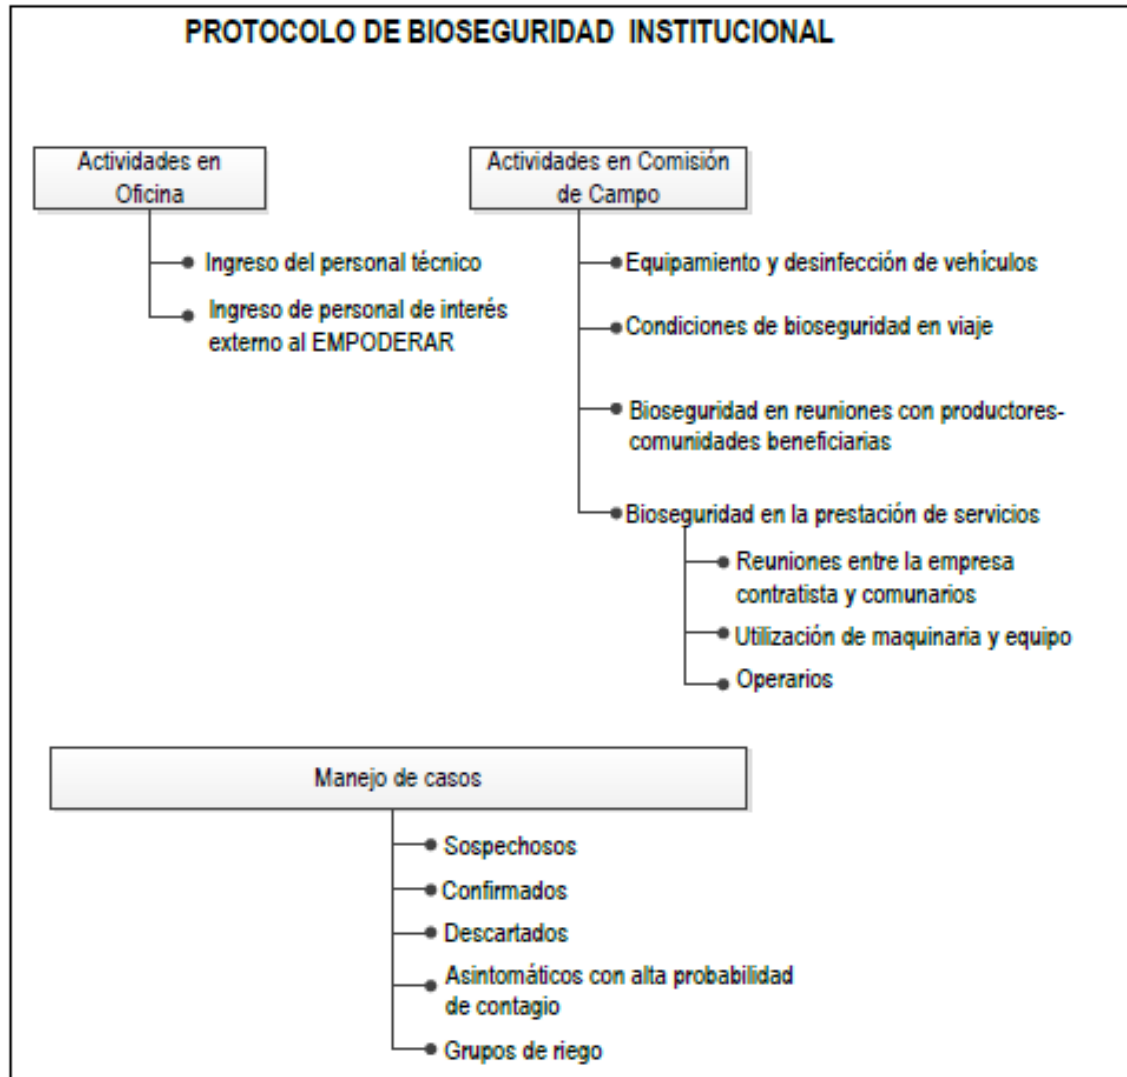 PROTOCOLO DE BIOSEGURIDAD INSTITUCIONAL
Actividades en
Oficina
Ingreso del personal técnico
Ingreso de personal de interés
externo al EMPODERAR
Actividades en Comisión
de Campo
Equipamiento y desinfección de vehículos
Condiciones de bioseguridad en viaje
Bioseguridad en reuniones con productores-
comunidades beneficiarias
Bioseguridad en la prestación de servicios
Reuniones entre la empresa
contratista y comunarios
Utilización de maquinaria y equipo
Operarios
Manejo de casos
Sospechosos
Confirmados
Descartados
Asintomáticos con alta probabilidad
de contagio
Grupos de riego